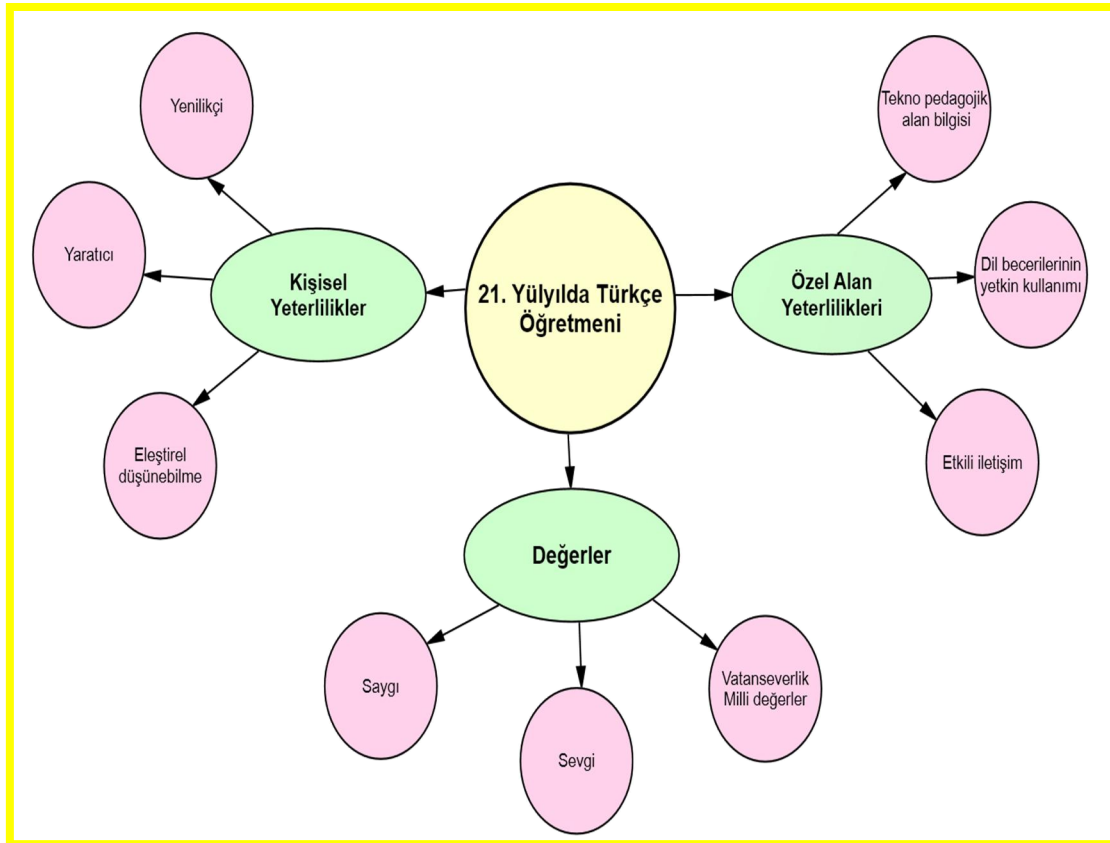 21. Yülyılda Türkçe
Öğretmeni
Kişisel
Yeterlilikler
Yenilikçi
Yaratıcı
Eleştirel
düşünebilme
Özel Alan
Yeterlilikleri
Tekno pedagojik
alan bilgisi
Dil becerilerinin
yetkin kullanımı
Etkili iletişim
Değerler
Saygı
Sevgi
Vatanseverlik
Milli değerler